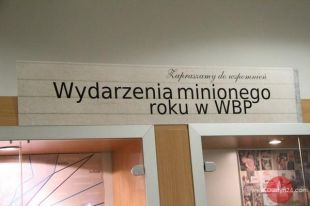 Zapraszamy do wspomnień
Wydarzenia minionego
roku w WBP